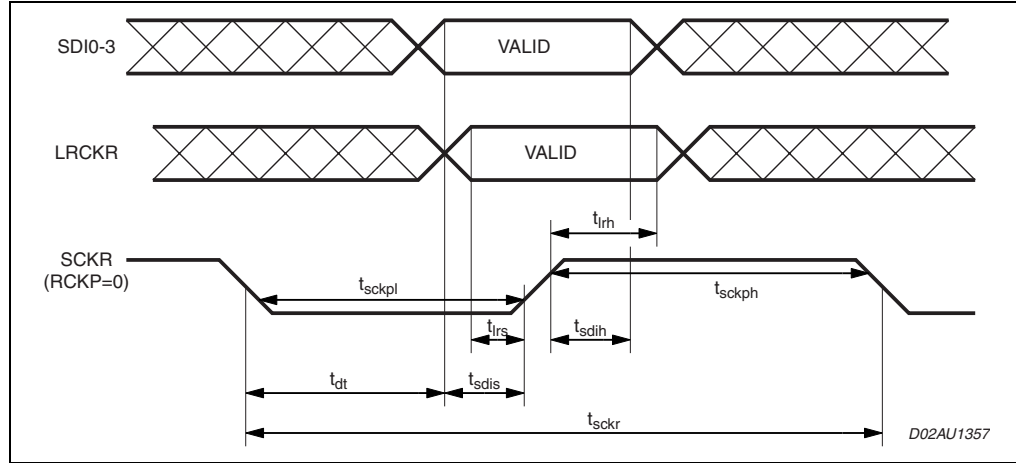 SDI0-3
VALID
LRCKR
VALID
tlrh
SCKR
(RCKP=0)
tsckpl
tsckph
tlrs
tsdih
tdt
tsdis
tsckr
D02AU1357